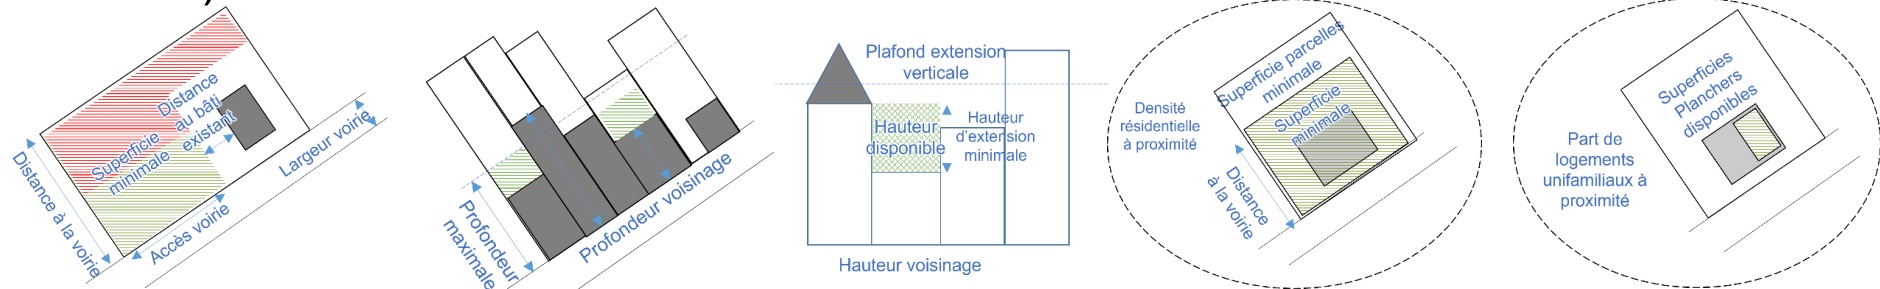 Distance
au bâti
existant
Superficie
minimale
Distance à la voirie
Accès voirie
Largeur voirie
Profondeur
maximale
Profondeur voisinage
Plafond extension
verticale
Hauteur
disponible
Hauteur
d'extension
minimale
Hauteur voisinage
Densité
résidentielle
à proximité
Superficie parcelles
minimale
Superficie
minimale
Distance
à la voirie
Part de
logements
unifamiliaux à
proximité
Superficies
Planchers
disponibles